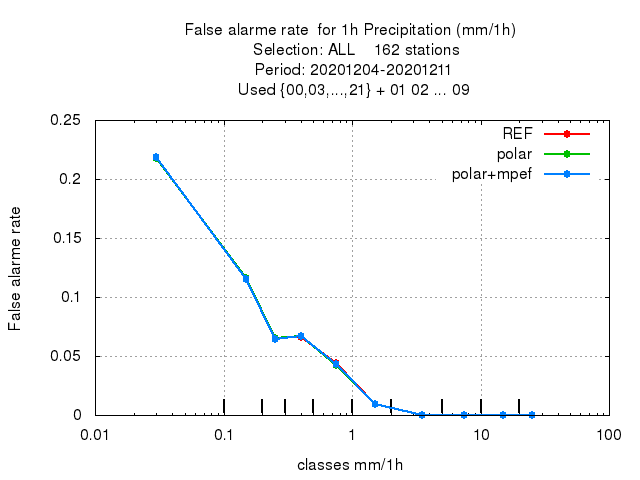 False alarme rate  for 1h Precipitation (mm/1h)
Selection: ALL    162 stations
Period: 20201204-20201211
Used {00,03,...,21} + 01 02 ... 09
0.25
0.2
0.15
0.1
0.05
0
REF
polar
polar+mpef
False alarme rate
0.01
0.1
1
10
100
classes mm/1h